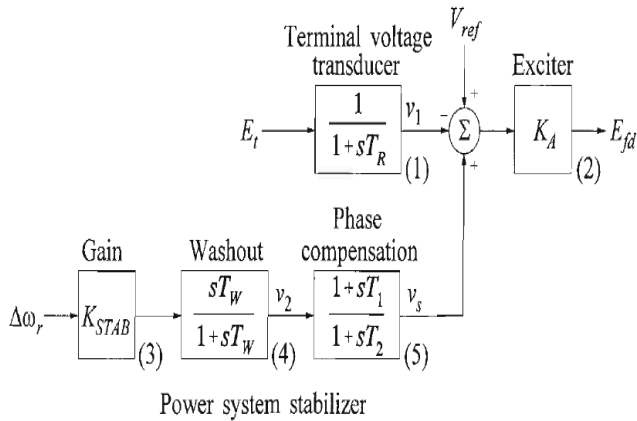 V_ref
Terminal voltage
transducer
Exciter
E_t
1
1+sT_R
(1)
v_1
-
+
Σ
+
K_A
(2)
E_fd
Gain
Washout
Phase
compensation
Δω_r
K_STAB
(3)
sT_W
1+sT_W
(4)
v_2
1+sT_1
1+sT_2
(5)
v_s
Power system stabilizer